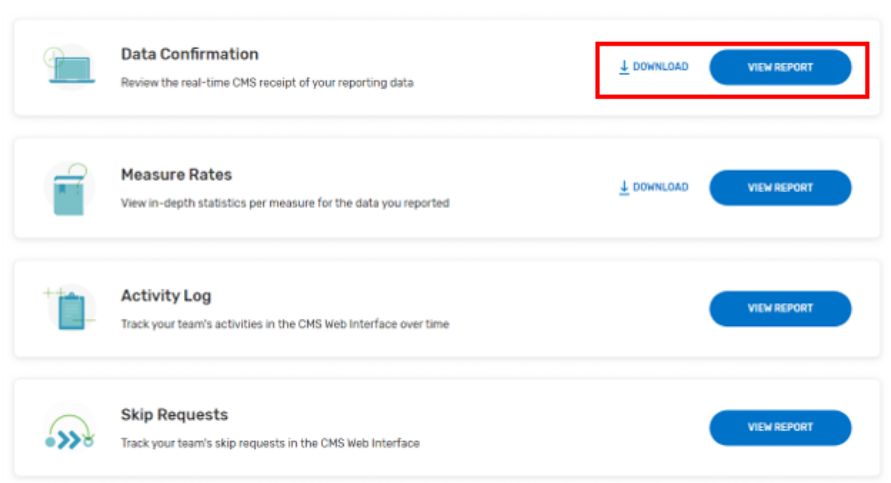 Data Confirmation
Review the real-time CMS receipt of your reporting data
DOWNLOAD
VIEW REPORT
Measure Rates
View in-depth statistics per measure for the data you reported
DOWNLOAD
VIEW REPORT
Activity Log
Track your team's activities in the CMS Web Interface over time
VIEW REPORT
Skip Requests
Track your team's skip requests in the CMS Web Interface
VIEW REPORT